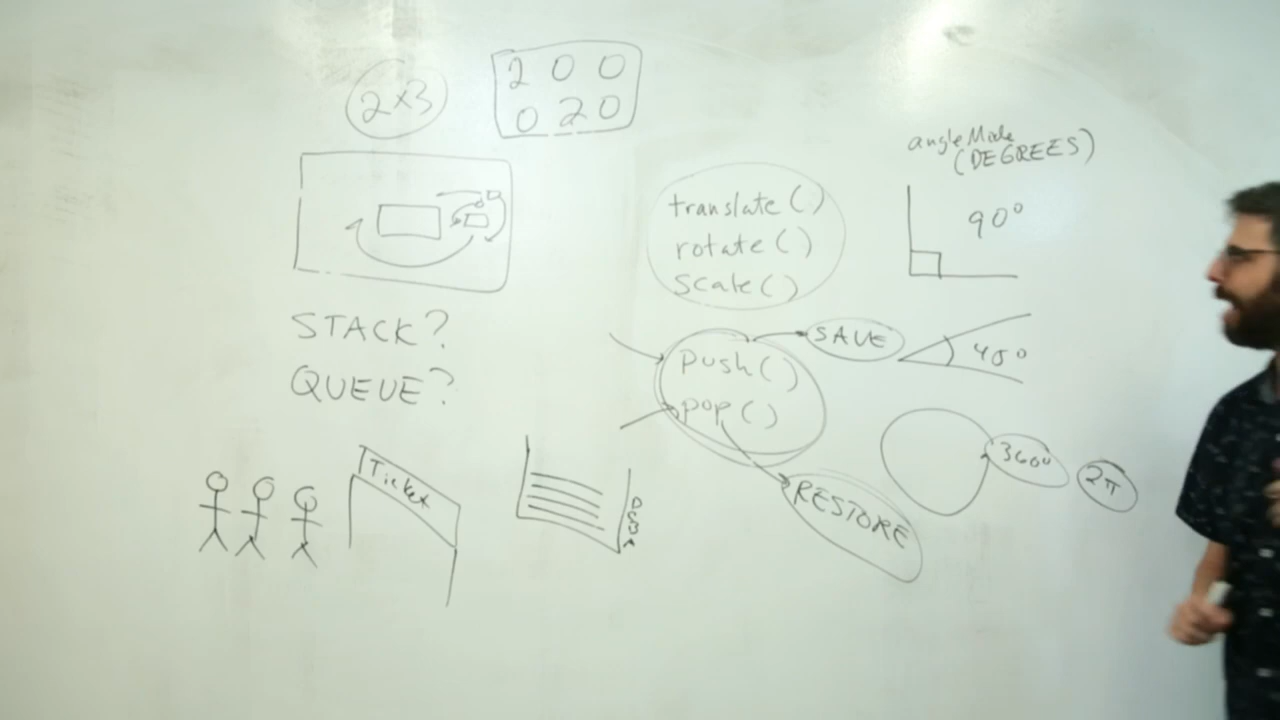 2x3
2 0 0
0 2 0
angleMode
(DEGREES)
90°
translate()
rotate()
scale()
STACK?
QUEUE?
push()
pop()
SAVE
45°
360°
2π
Ticket
RESTORE